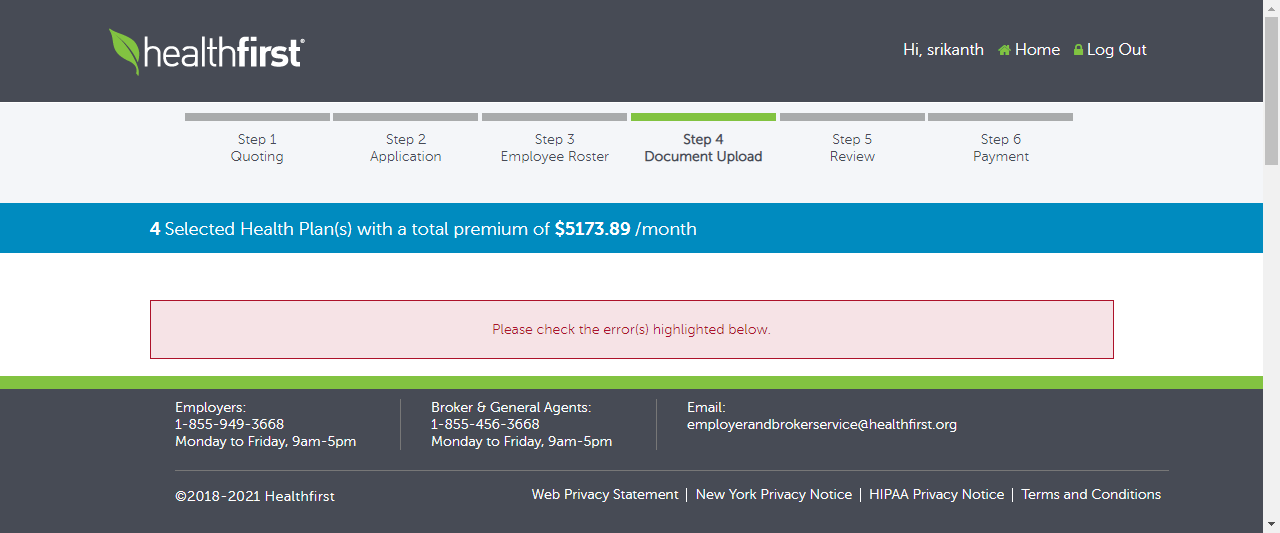 healthfirst®
Hi, srikanth Home Log Out
Step 1 Step 2 Step 3 Step 4 Step 5 Step 6
Quoting Application Employee Roster Document Upload Review Payment
4 Selected Health Plan(s) with a total premium of $5173.89 /month
Please check the error(s) highlighted below.
Employers:
1-855-949-3668
Monday to Friday, 9am-5pm
Broker & General Agents:
1-855-456-3668
Monday to Friday, 9am-5pm
Email:
employerandbrokerservice@healthfirst.org
©2018-2021 Healthfirst
Web Privacy Statement | New York Privacy Notice | HIPAA Privacy Notice | Terms and Conditions